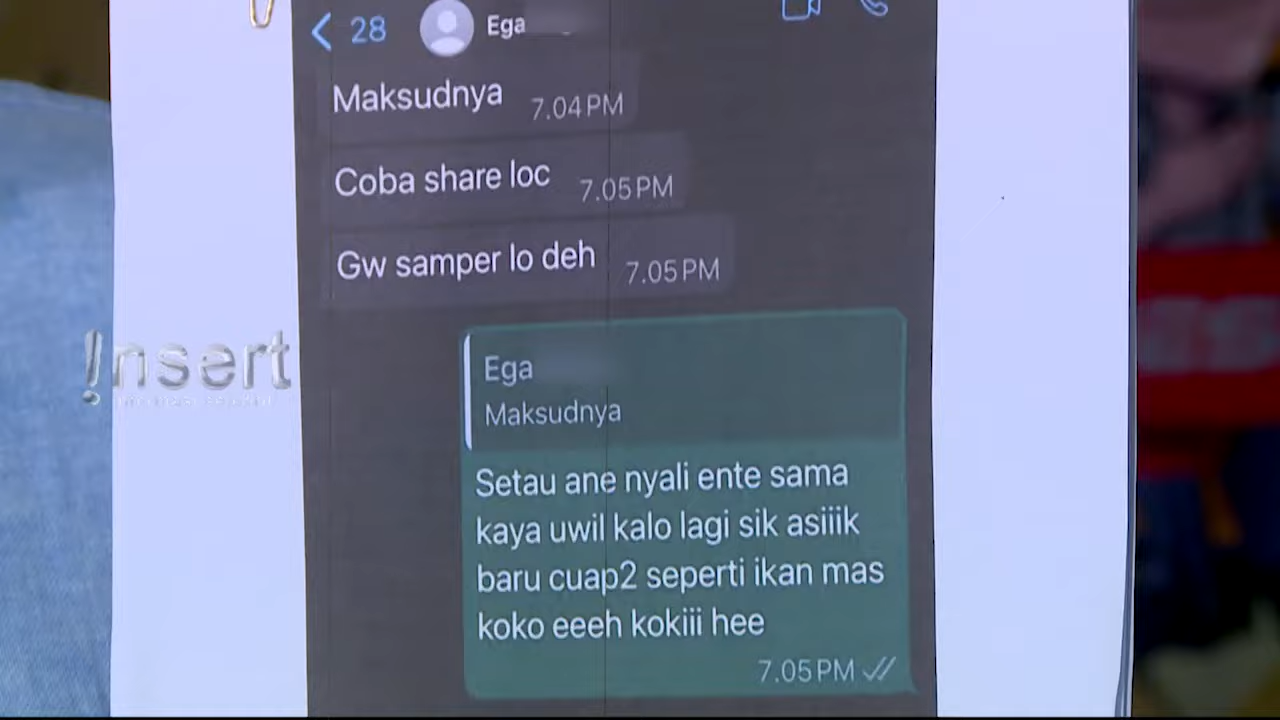 28
Ega
Maksudnya 7.04 PM
Coba share loc 7.05 PM
Gw samper lo deh 7.05 PM
!nsert
Ega
Maksudnya
Setau ane nyali ente sama
kaya uwil kalo lagi sik asiiik
baru cuap2 seperti ikan mas
koko eeeh kokiii hee
7.05 PM